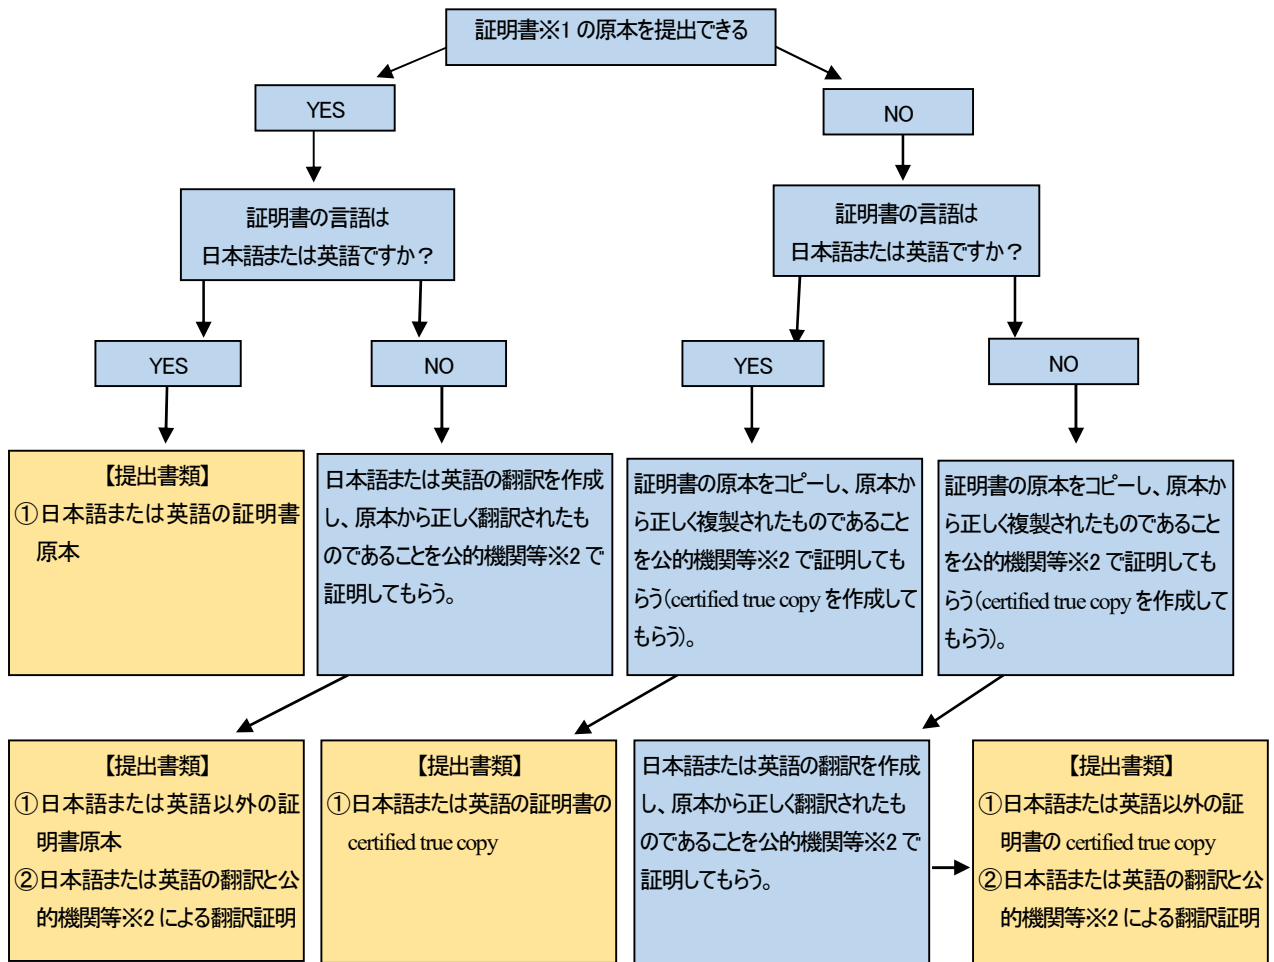 証明書※1 の原本を提出できる
YES
NO
証明書の言語は
日本語または英語ですか？
証明書の言語は
日本語または英語ですか？
YES
NO
YES
NO
【提出書類】
①日本語または英語の証明書
原本
日本語または英語の翻訳を作成
し、原本から正しく翻訳されたも
のであることを公的機関等※2 で
証明してもらう。
証明書の原本をコピーし、原本か
ら正しく複製されたものであること
を公的機関等※2 で証明しても
らう（certified true copy を作成して
もらう）。
証明書の原本をコピーし、原本か
ら正しく複製されたものであること
を公的機関等※2 で証明しても
らう（certified true copy を作成して
もらう）。
【提出書類】
①日本語または英語以外の証
明書原本
②日本語または英語の翻訳と公
的機関等※2 による翻訳証明
【提出書類】
①日本語または英語の証明書の
certified true copy
日本語または英語の翻訳を作成
し、原本から正しく翻訳されたも
のであることを公的機関等※2 で
証明してもらう。
【提出書類】
①日本語または英語以外の証
明書の certified true copy
②日本語または英語の翻訳と公
的機関等※2 による翻訳証明